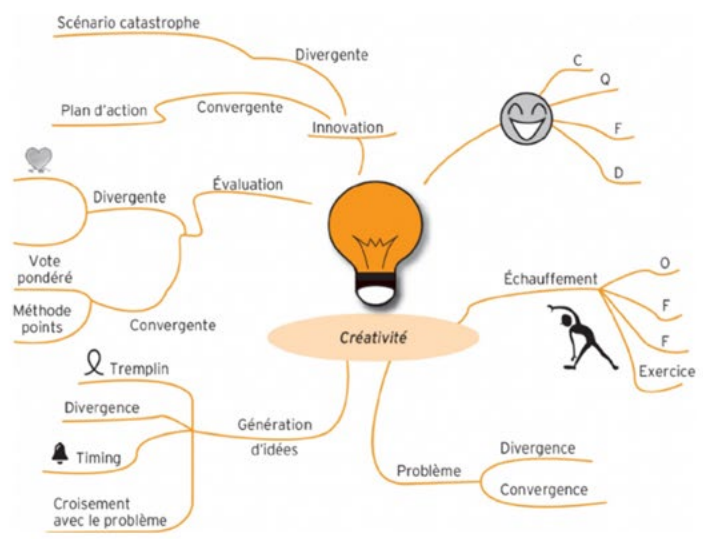 Scénario catastrophe
Divergente
Plan d'action
Convergente
Innovation
C
Q
F
D
Évaluation
Divergente
Vote
pondéré
Méthode
points
Convergente
Échauffement
O
F
F
Exercice
Créativité
Tremplin
Divergence
Timing
Croisement
avec le problème
Génération
d'idées
Problème
Divergence
Convergence